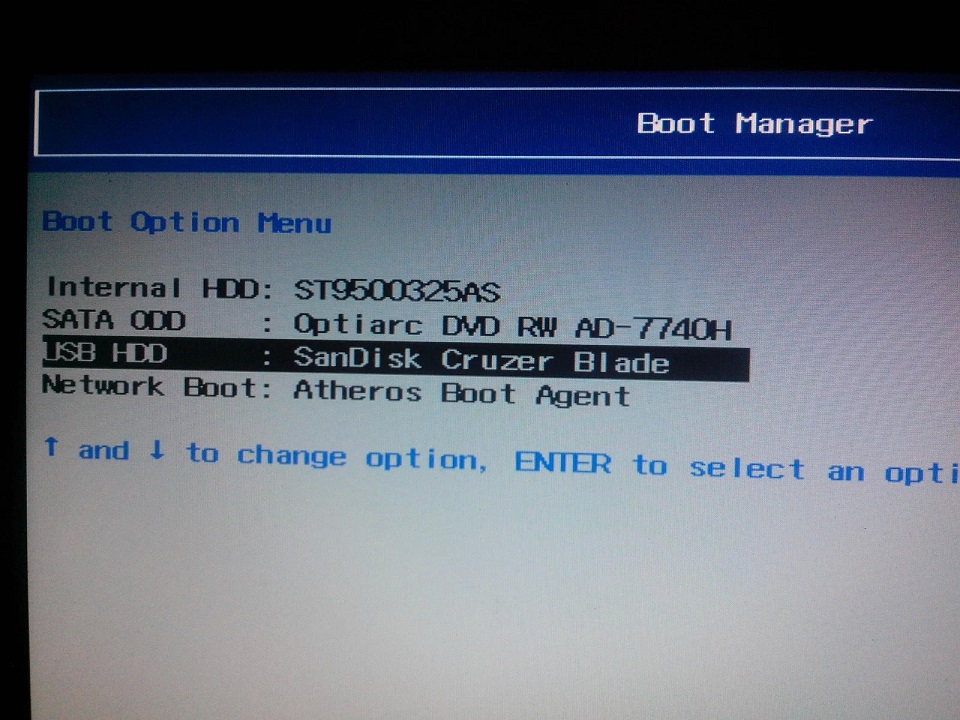 Boot Manager
Boot Option Menu
Internal HDD: ST9500325AS
SATA ODD : Optiarc DVD RW AD-7740H
USB HDD : SanDisk Cruzer Blade
Network Boot: Atheros Boot Agent
↑ and ↓ to change option, ENTER to select an opti